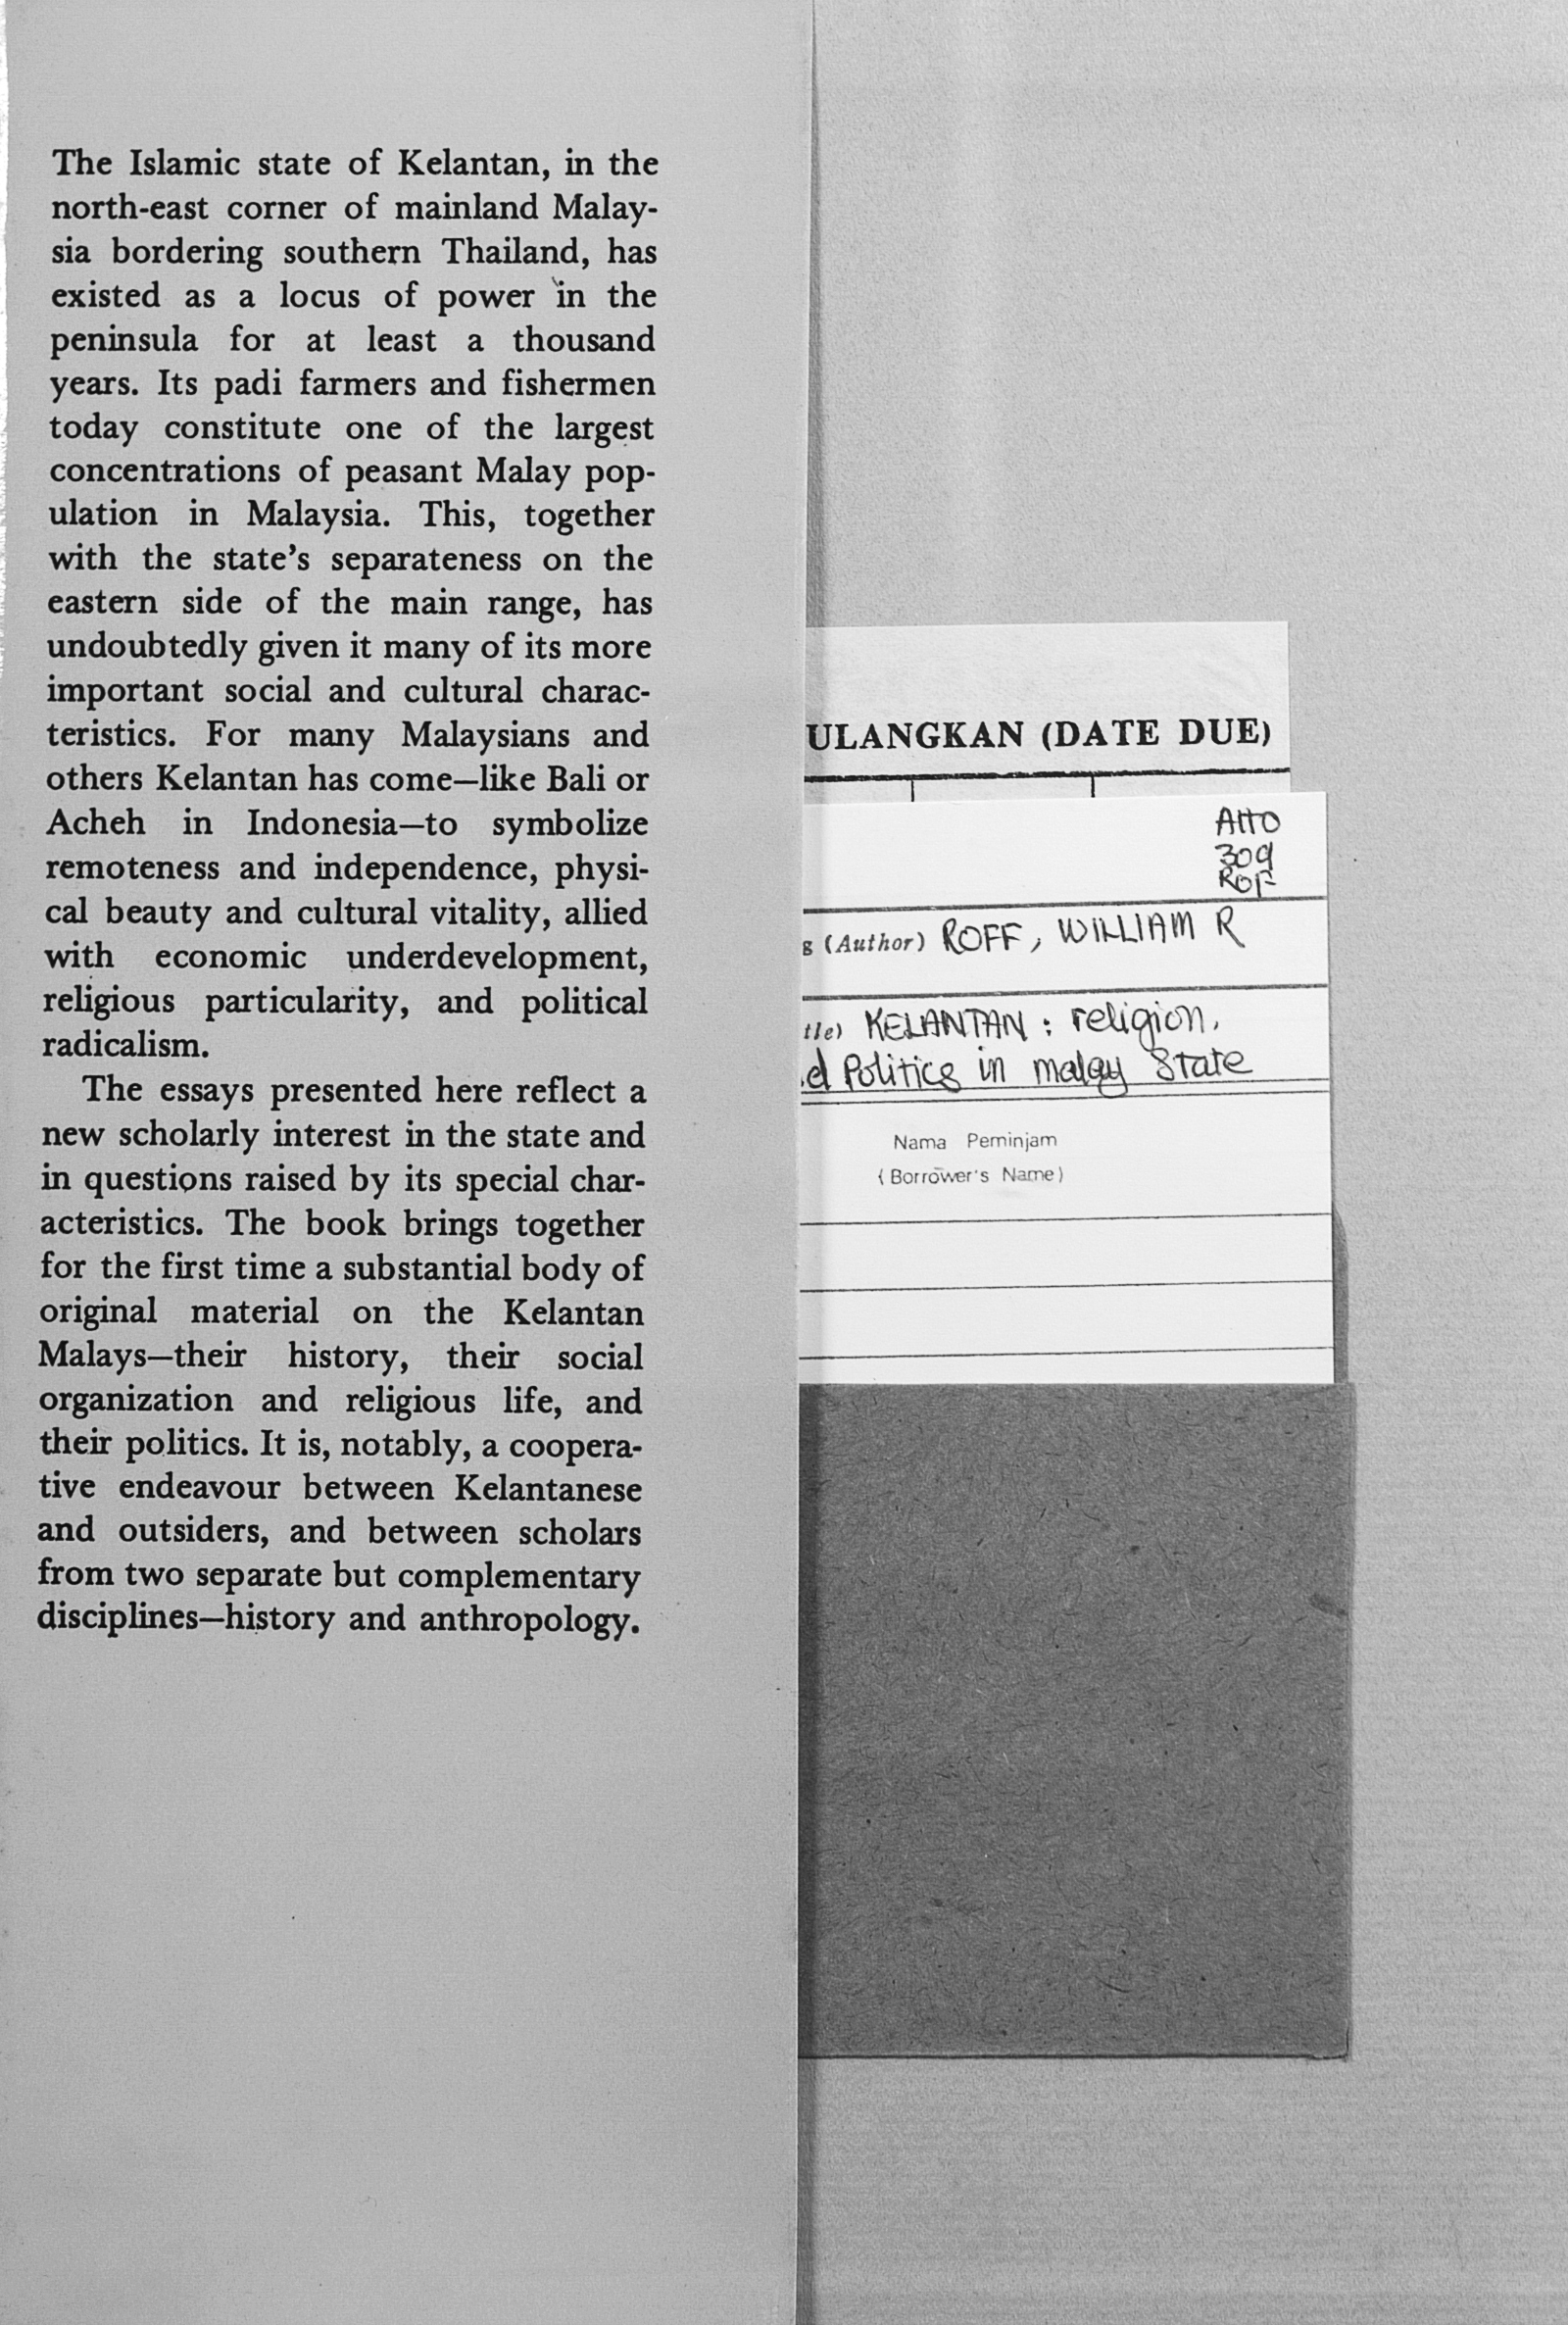 The Islamic state of Kelantan, in the
north-east corner of mainland Malay-
sia bordering southern Thailand, has
existed as a locus of power in the
peninsula for at least a thousand
years. Its padi farmers and fishermen
today constitute one of the largest
concentrations of peasant Malay pop-
ulation in Malaysia. This, together
with the state's separateness on the
eastern side of the main range, has
undoubtedly given it many of its more
important social and cultural charac-
teristics. For many Malaysians and
others Kelantan has come—like Bali or
Acheh in Indonesia—to symbolize
remoteness and independence, physi-
cal beauty and cultural vitality, allied
with economic underdevelopment,
religious particularity, and political
radicalism.
The essays presented here reflect a
new scholarly interest in the state and
in questions raised by its special char-
acteristics. The book brings together
for the first time a substantial body of
original material on the Kelantan
Malays—their history, their social
organization and religious life, and
their politics. It is, notably, a coopera-
tive endeavour between Kelantanese
and outsiders, and between scholars
from two separate but complementary
disciplines—history and anthropology.
ULANGKAN (DATE DUE)
309
ROF
g (Author) ROFF, WILLIAM R
tle) KELANTAN : religion,
d Politics in malay State
Nama Peminjam
(Borrower's Name)